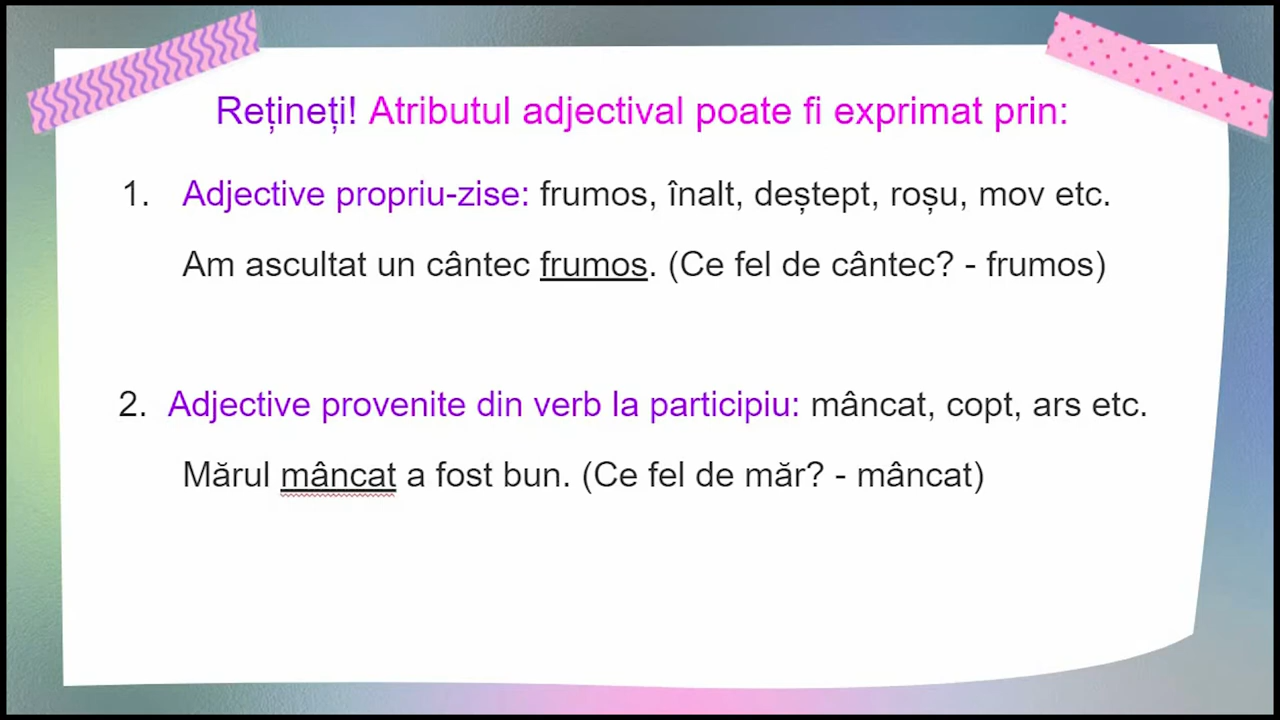 Rețineți! Atributul adjectival poate fi exprimat prin:
1. Adjective propriu-zise: frumos, înalt, deștept, roșu, mov etc.
Am ascultat un cântec frumos. (Ce fel de cântec? - frumos)
2. Adjective provenite din verb la participiu: mâncat, copt, ars etc.
Mărul mâncat a fost bun. (Ce fel de măr? - mâncat)